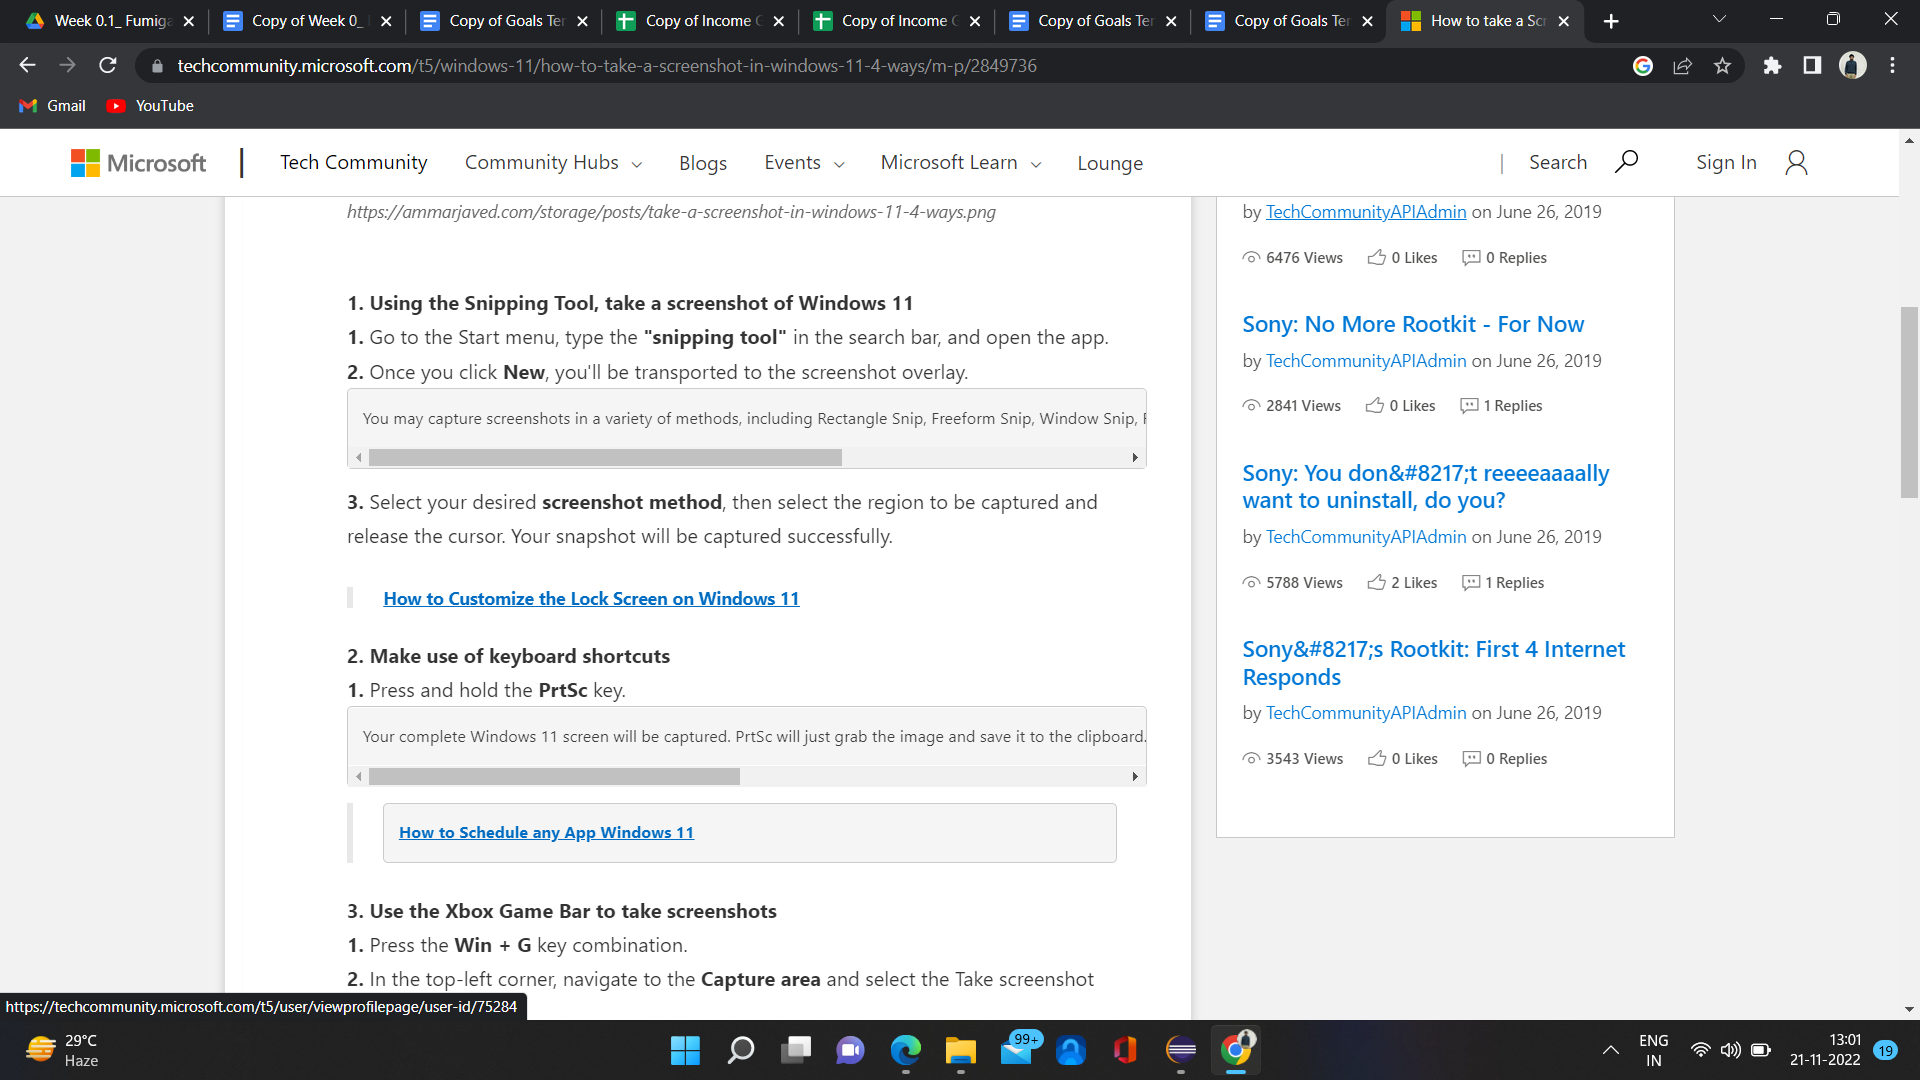 Week 0.1_ Fumiga
Copy of Week 0_
Copy of Goals Ter
Copy of Income
Copy of Income
Copy of Goals Ter
Copy of Goals Ter
How to take a Scr
techcommunity.microsoft.com/t5/windows-11/how-to-take-a-screenshot-in-windows-11-4-ways/m-p/2849736
Gmail YouTube
Microsoft Tech Community Community Hubs Blogs Events Microsoft Learn Lounge Search Sign In
https://ammarjaved.com/storage/posts/take-a-screenshot-in-windows-11-4-ways.png
1. Using the Snipping Tool, take a screenshot of Windows 11
1. Go to the Start menu, type the "snipping tool" in the search bar, and open the app.
2. Once you click New, you'll be transported to the screenshot overlay.
You may capture screenshots in a variety of methods, including Rectangle Snip, Freeform Snip, Window Snip,
3. Select your desired screenshot method, then select the region to be captured and
release the cursor. Your snapshot will be captured successfully.
How to Customize the Lock Screen on Windows 11
2. Make use of keyboard shortcuts
1. Press and hold the PrtSc key.
Your complete Windows 11 screen will be captured. PrtSc will just grab the image and save it to the clipboard.
How to Schedule any App Windows 11
3. Use the Xbox Game Bar to take screenshots
1. Press the Win + G key combination.
2. In the top-left corner, navigate to the Capture area and select the Take screenshot
by TechCommunityAPIAdmin on June 26, 2019
6476 Views 0 Likes 0 Replies
Sony: No More Rootkit - For Now
by TechCommunityAPIAdmin on June 26, 2019
2841 Views 0 Likes 1 Replies
Sony: You don&#8217;t reeeeaaaally
want to uninstall, do you?
by TechCommunityAPIAdmin on June 26, 2019
5788 Views 2 Likes 1 Replies
Sony&#8217;s Rootkit: First 4 Internet
Responds
by TechCommunityAPIAdmin on June 26, 2019
3543 Views 0 Likes 0 Replies
https://techcommunity.microsoft.com/t5/user/viewprofilepage/user-id/75284
29°C
Haze
99+
ENG
IN
13:01
21-11-2022
19